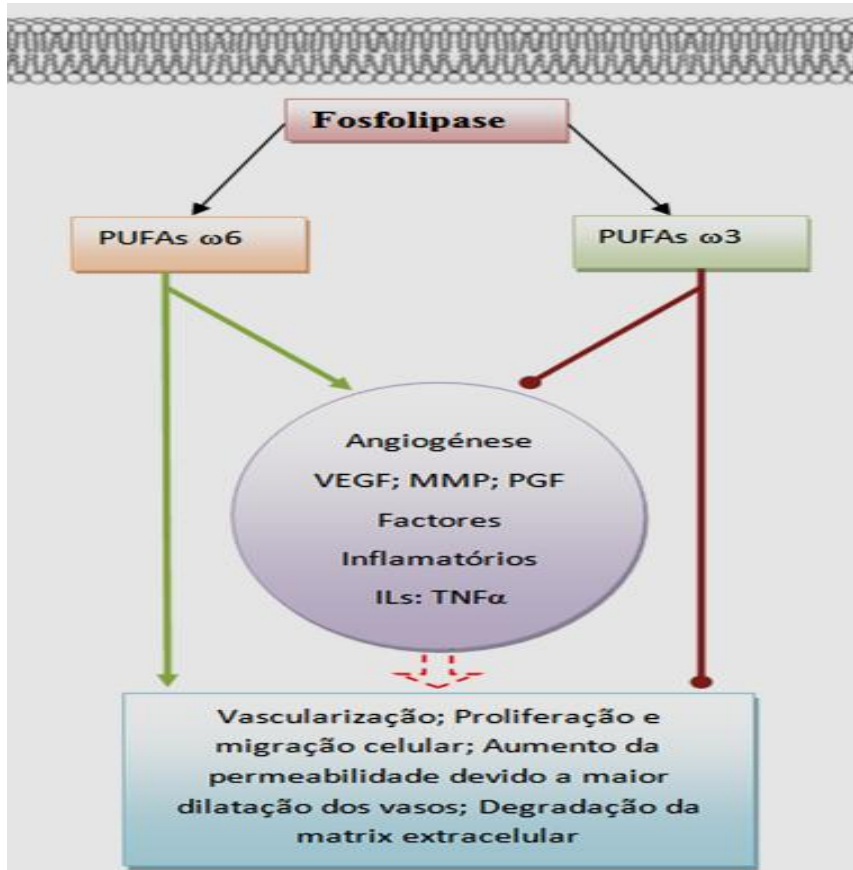 Fosfolipase
PUFAs ω6
PUFAs ω3
Angiogénese
VEGF; MMP; PGF
Factores
Inflamatórios
ILs: TNFα
Vascularização; Proliferação e
migração celular; Aumento da
permeabilidade devido a maior
dilatação dos vasos; Degradação da
matrix extracelular